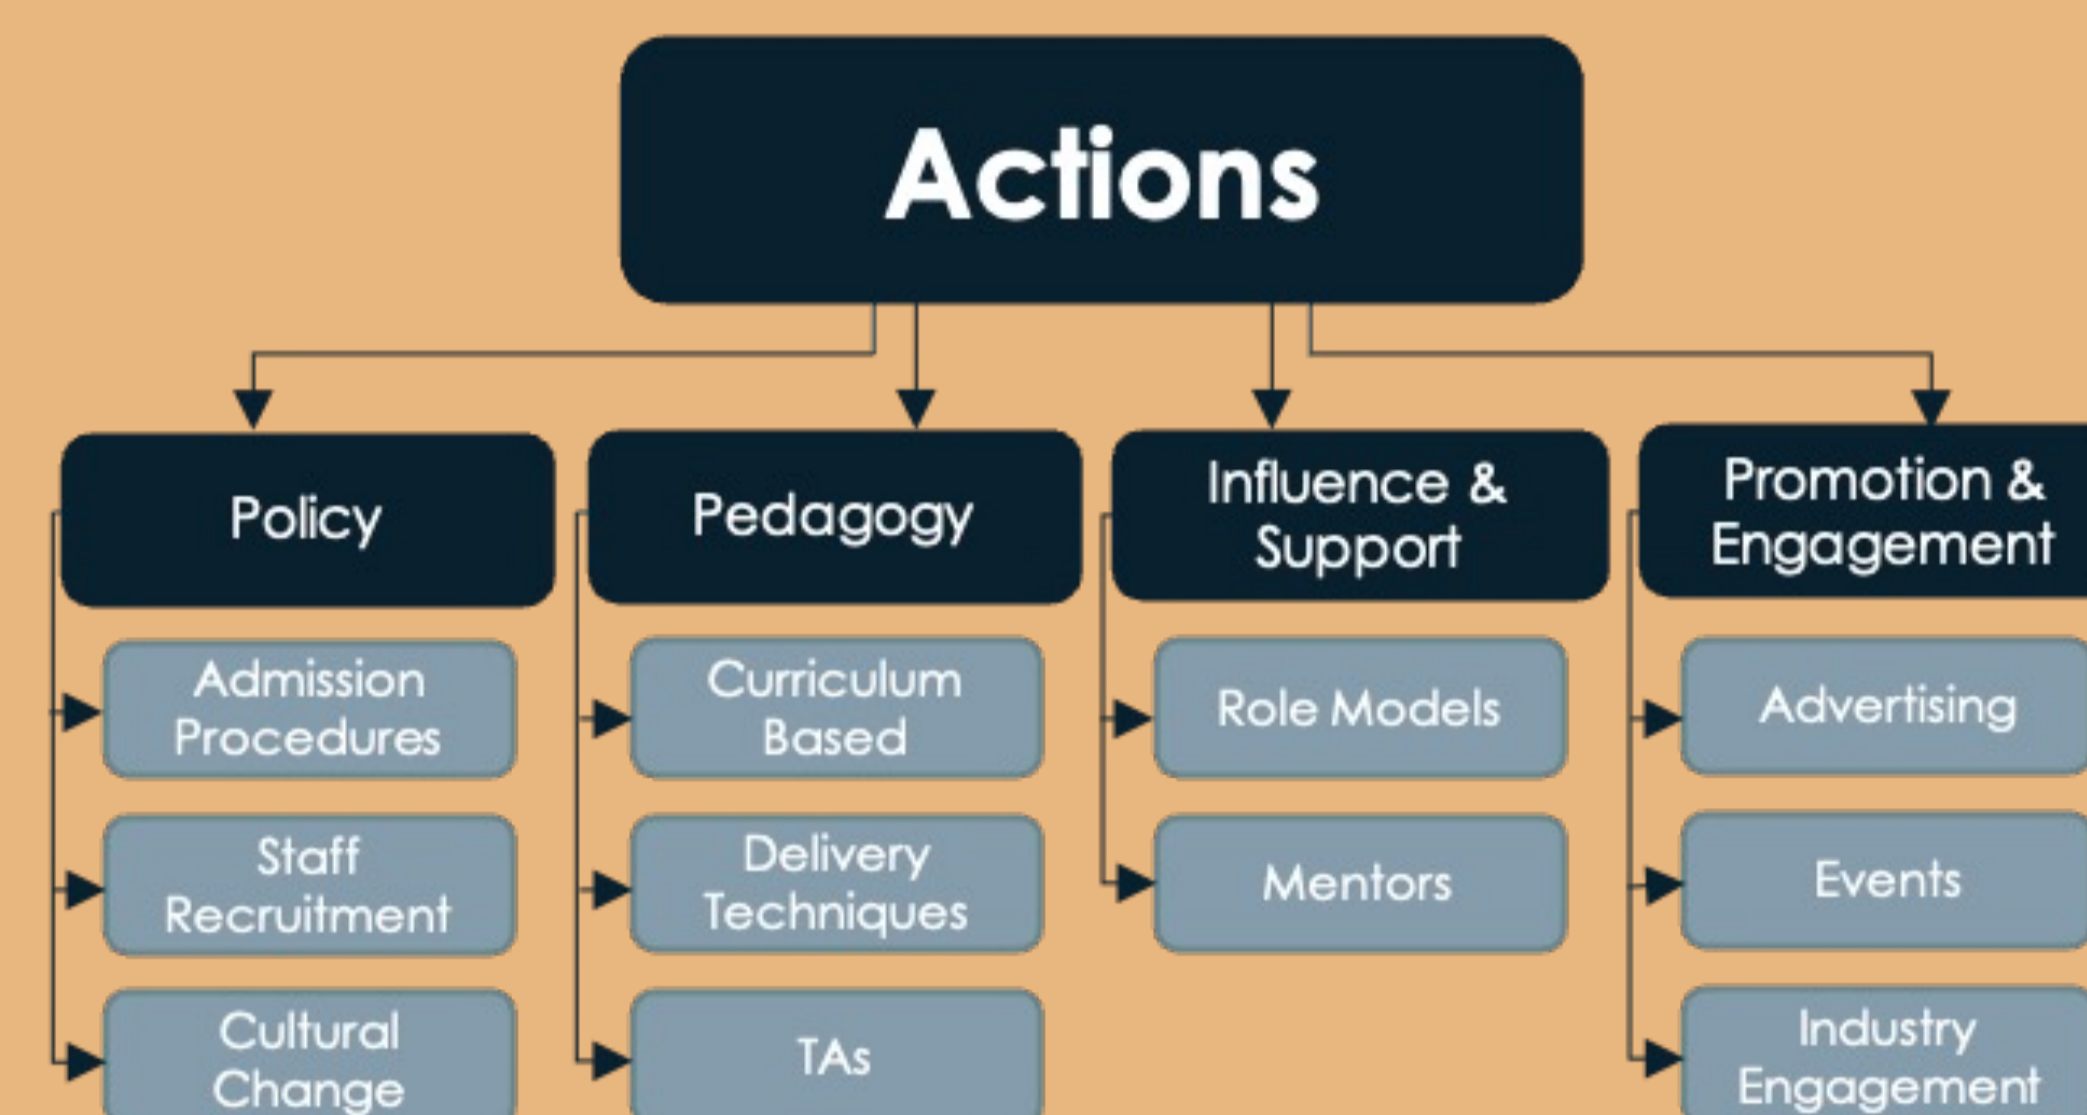 Actions
Policy
Pedagogy
Influence &
Support
Promotion &
Engagement
Admission
Procedures
Staff
Recruitment
Cultural
Change
Curriculum
Based
Delivery
Techniques
TAs
Role Models
Mentors
Advertising
Events
Industry
Engagement